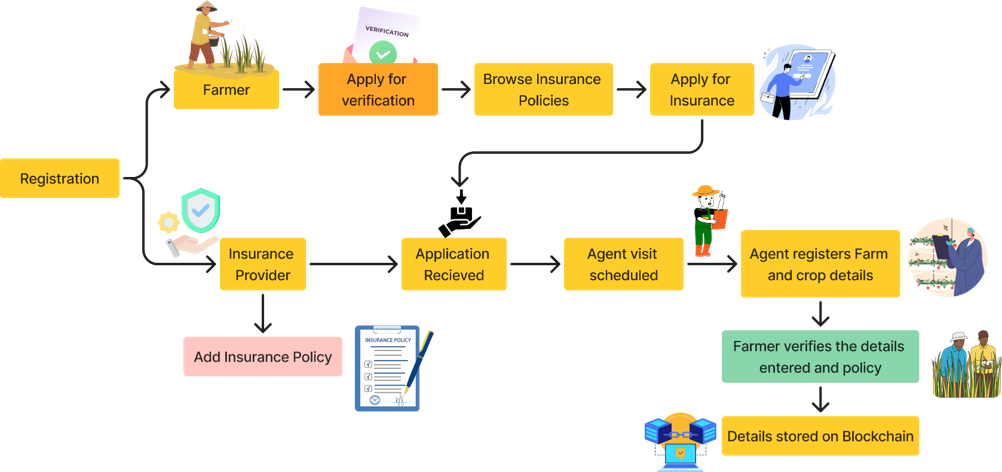 VERIFICATION
Farmer
Apply for
verification
Browse Insurance
Policies
Apply for
Insurance
Registration
Insurance
Provider
Application
Recieved
Agent visit
scheduled
Agent registers Farm
and crop details
Add Insurance Policy
INSURANCE POLICY
Farmer verifies the details
entered and policy
Details stored on Blockchain